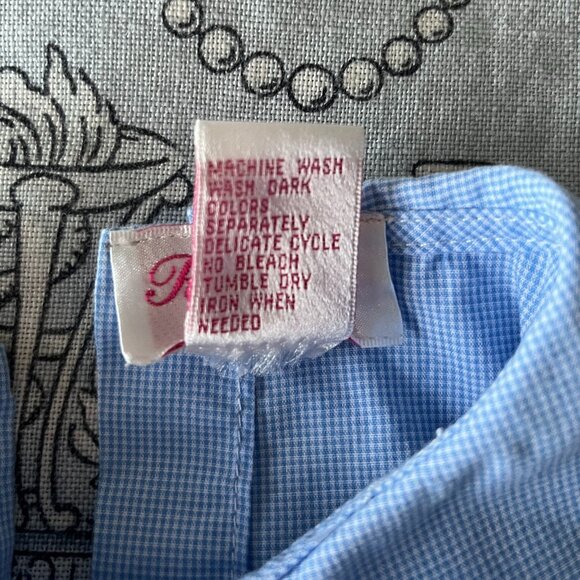 MACHINE WASH
WASH DARK
COLORS
SEPARATELY
DELICATE CYCLE
NO BLEACH
TUMBLE DRY
IRON WHEN
NEEDED